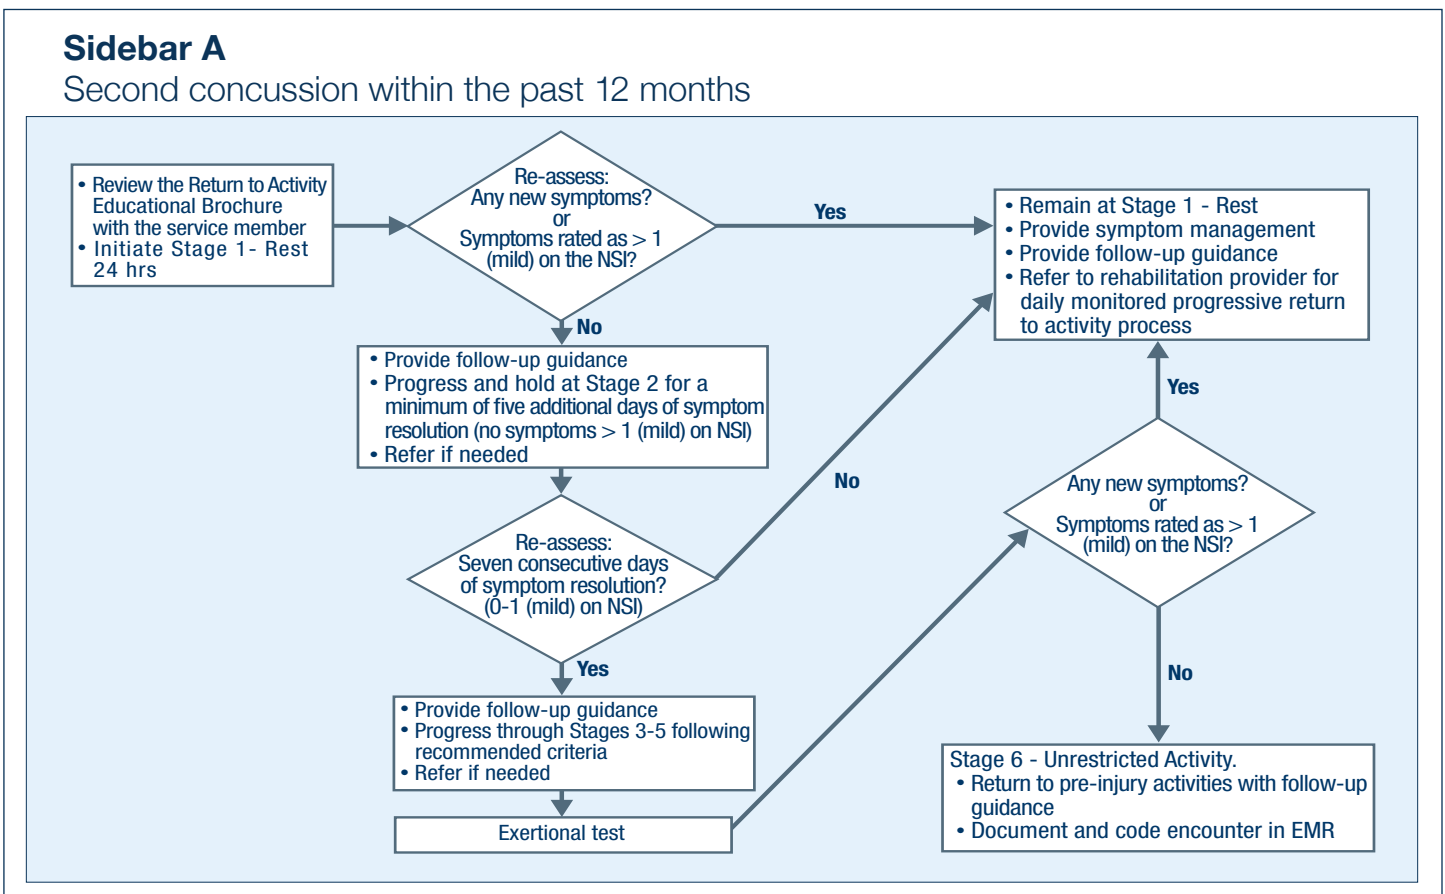 Sidebar A
Second concussion within the past 12 months
• Review the Return to Activity
Educational Brochure
with the service member
• Initiate Stage 1- Rest
24 hrs
Re-assess:
Any new symptoms?
or
Symptoms rated as > 1
(mild) on the NSI?
Yes
• Remain at Stage 1 - Rest
• Provide symptom management
• Provide follow-up guidance
• Refer to rehabilitation provider for
daily monitored progressive return
to activity process
No
• Provide follow-up guidance
• Progress and hold at Stage 2 for a
minimum of five additional days of symptom
resolution (no symptoms > 1 (mild) on NSI)
• Refer if needed
Re-assess:
Seven consecutive days
of symptom resolution?
(0-1 (mild) on NSI)
No
Yes
• Provide follow-up guidance
• Progress through Stages 3-5 following
recommended criteria
• Refer if needed
Exertional test
Any new symptoms?
or
Symptoms rated as > 1
(mild) on the NSI?
Yes
No
Stage 6 - Unrestricted Activity.
• Return to pre-injury activities with follow-up
guidance
• Document and code encounter in EMR